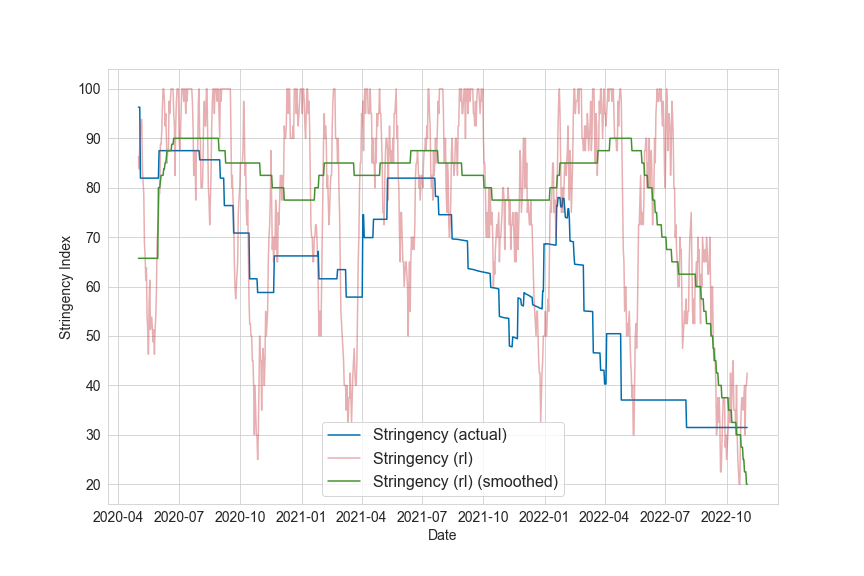 100
90
80
70
60
50
40
30
20
Stringency Index
Stringency (actual)
Stringency (rl)
Stringency (rl) (smoothed)
2020-04 2020-07 2020-10 2021-01 2021-04 2021-07 2021-10 2022-01 2022-04 2022-07 2022-10
Date